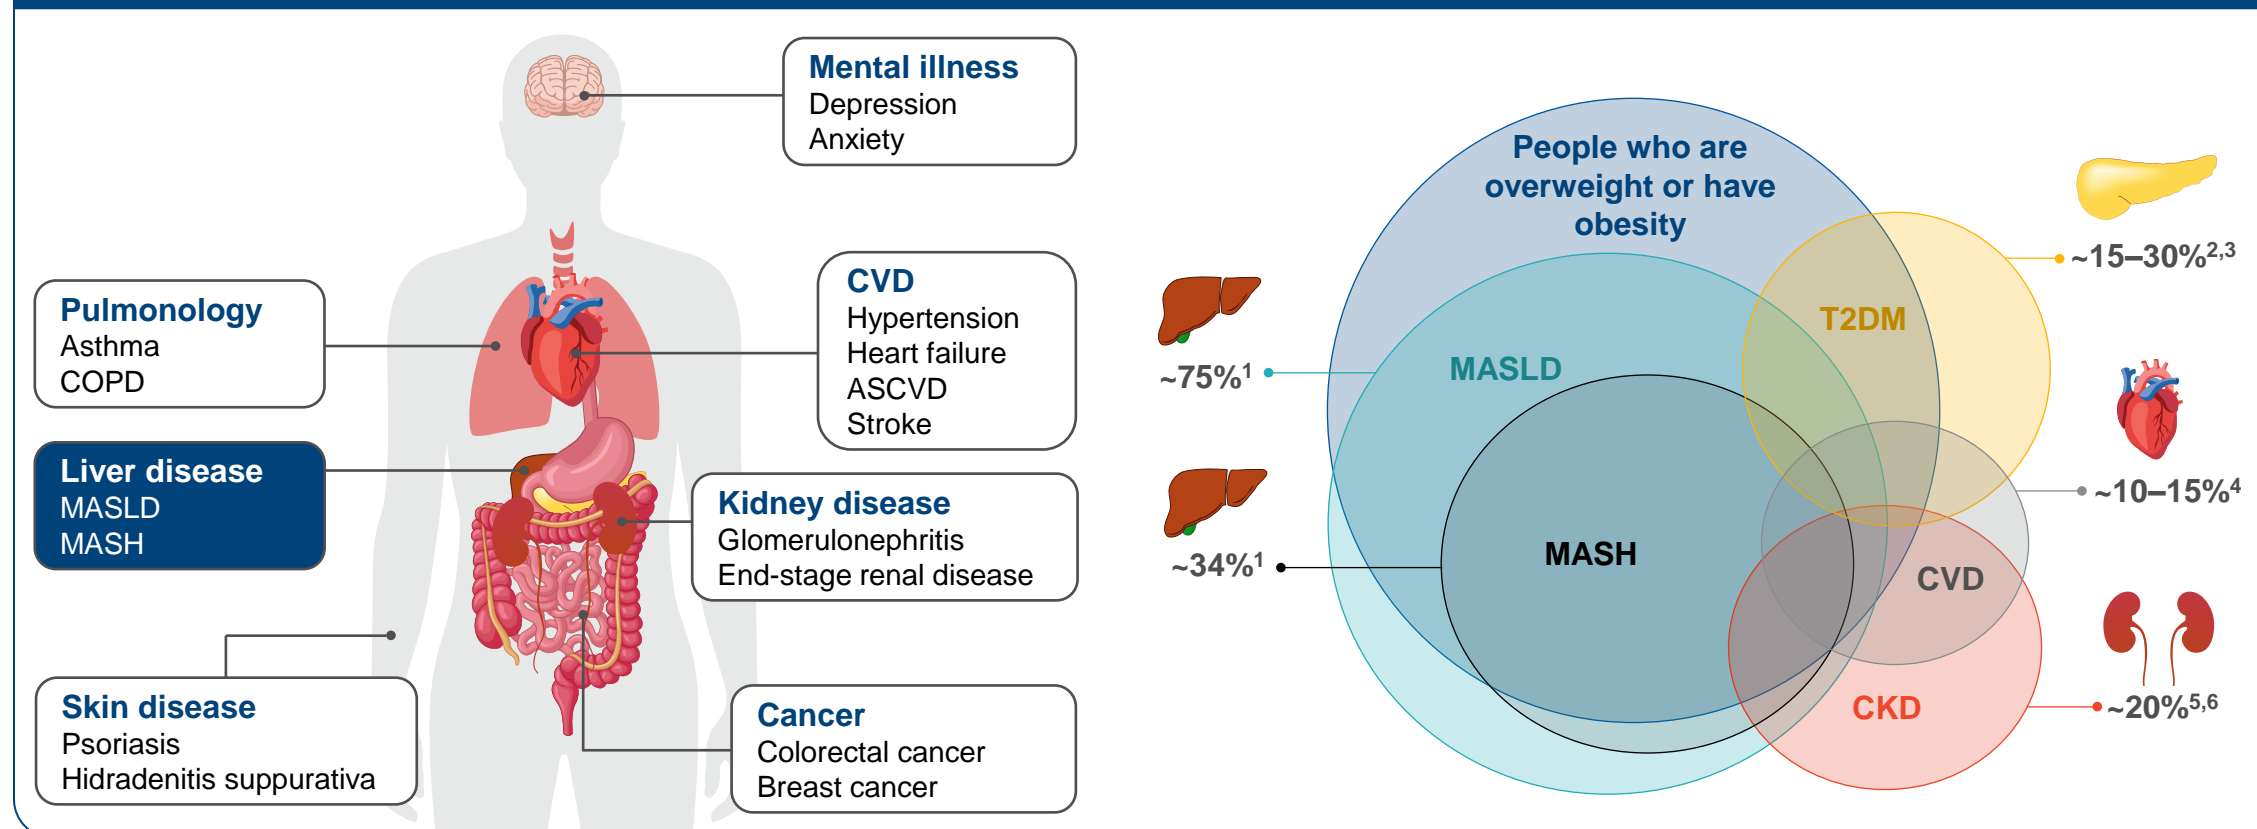 Mental illness
Depression
Anxiety
Pulmonology
Asthma
COPD
CVD
Hypertension
Heart failure
ASCVD
Stroke
Liver disease
MASLD
MASH
Kidney disease
Glomerulonephritis
End-stage renal disease
Skin disease
Psoriasis
Hidradenitis suppurativa
Cancer
Colorectal cancer
Breast cancer
People who are
overweight or have
obesity
~15–30%2,3
T2DM
MASLD
~75%1
~10–15%4
MASH
~34%1
CVD
CKD
~20%5,6